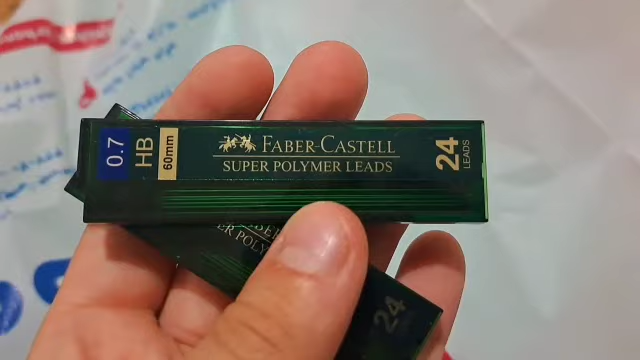 0.7
HB
60mm
FABER-CASTELL
SUPER POLYMER LEADS
24
LEADS
24